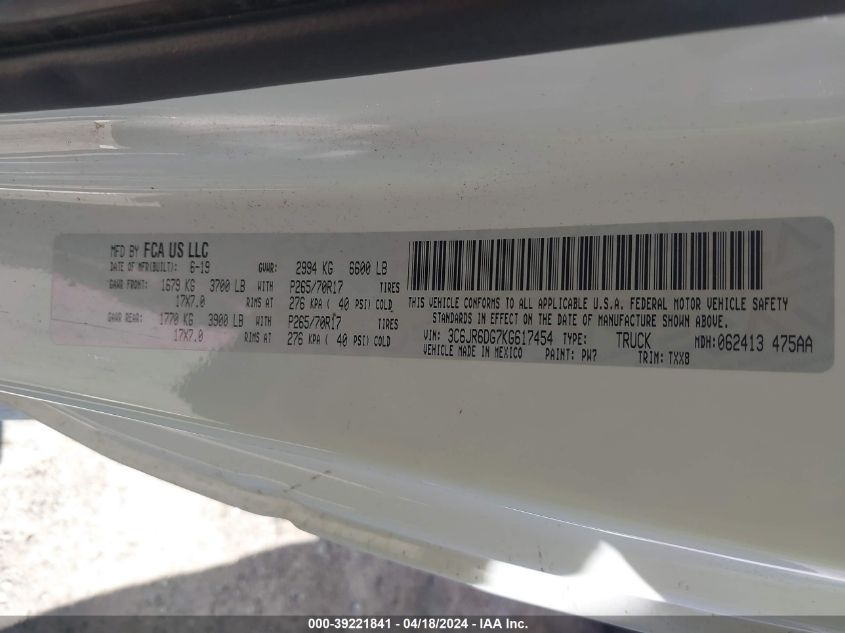 MFD BY FCA US LLC
DATE OF MFR(BUILT): 6-19 GVWR: 2994 KG 6600 LB
GAWR FRONT: 1679 KG 3700 LB WITH P265/70R17 TIRES
17X7.0 RIMS AT 276 KPA ( 40 PSI) COLD
GAWR REAR: 1770 KG 3900 LB WITH P265/70R17 TIRES
17X7.0 RIMS AT 276 KPA ( 40 PSI) COLD
THIS VEHICLE CONFORMS TO ALL APPLICABLE U.S.A. FEDERAL MOTOR VEHICLE SAFETY
STANDARDS IN EFFECT ON THE DATE OF MANUFACTURE SHOWN ABOVE.
VIN: 3C6JR6DG7KG617454 TYPE: TRUCK MDH:062413 475AA
VEHICLE MADE IN MEXICO PAINT: PW7 TRIM: TXX8
000-39221841 - 04/18/2024 - IAA Inc.